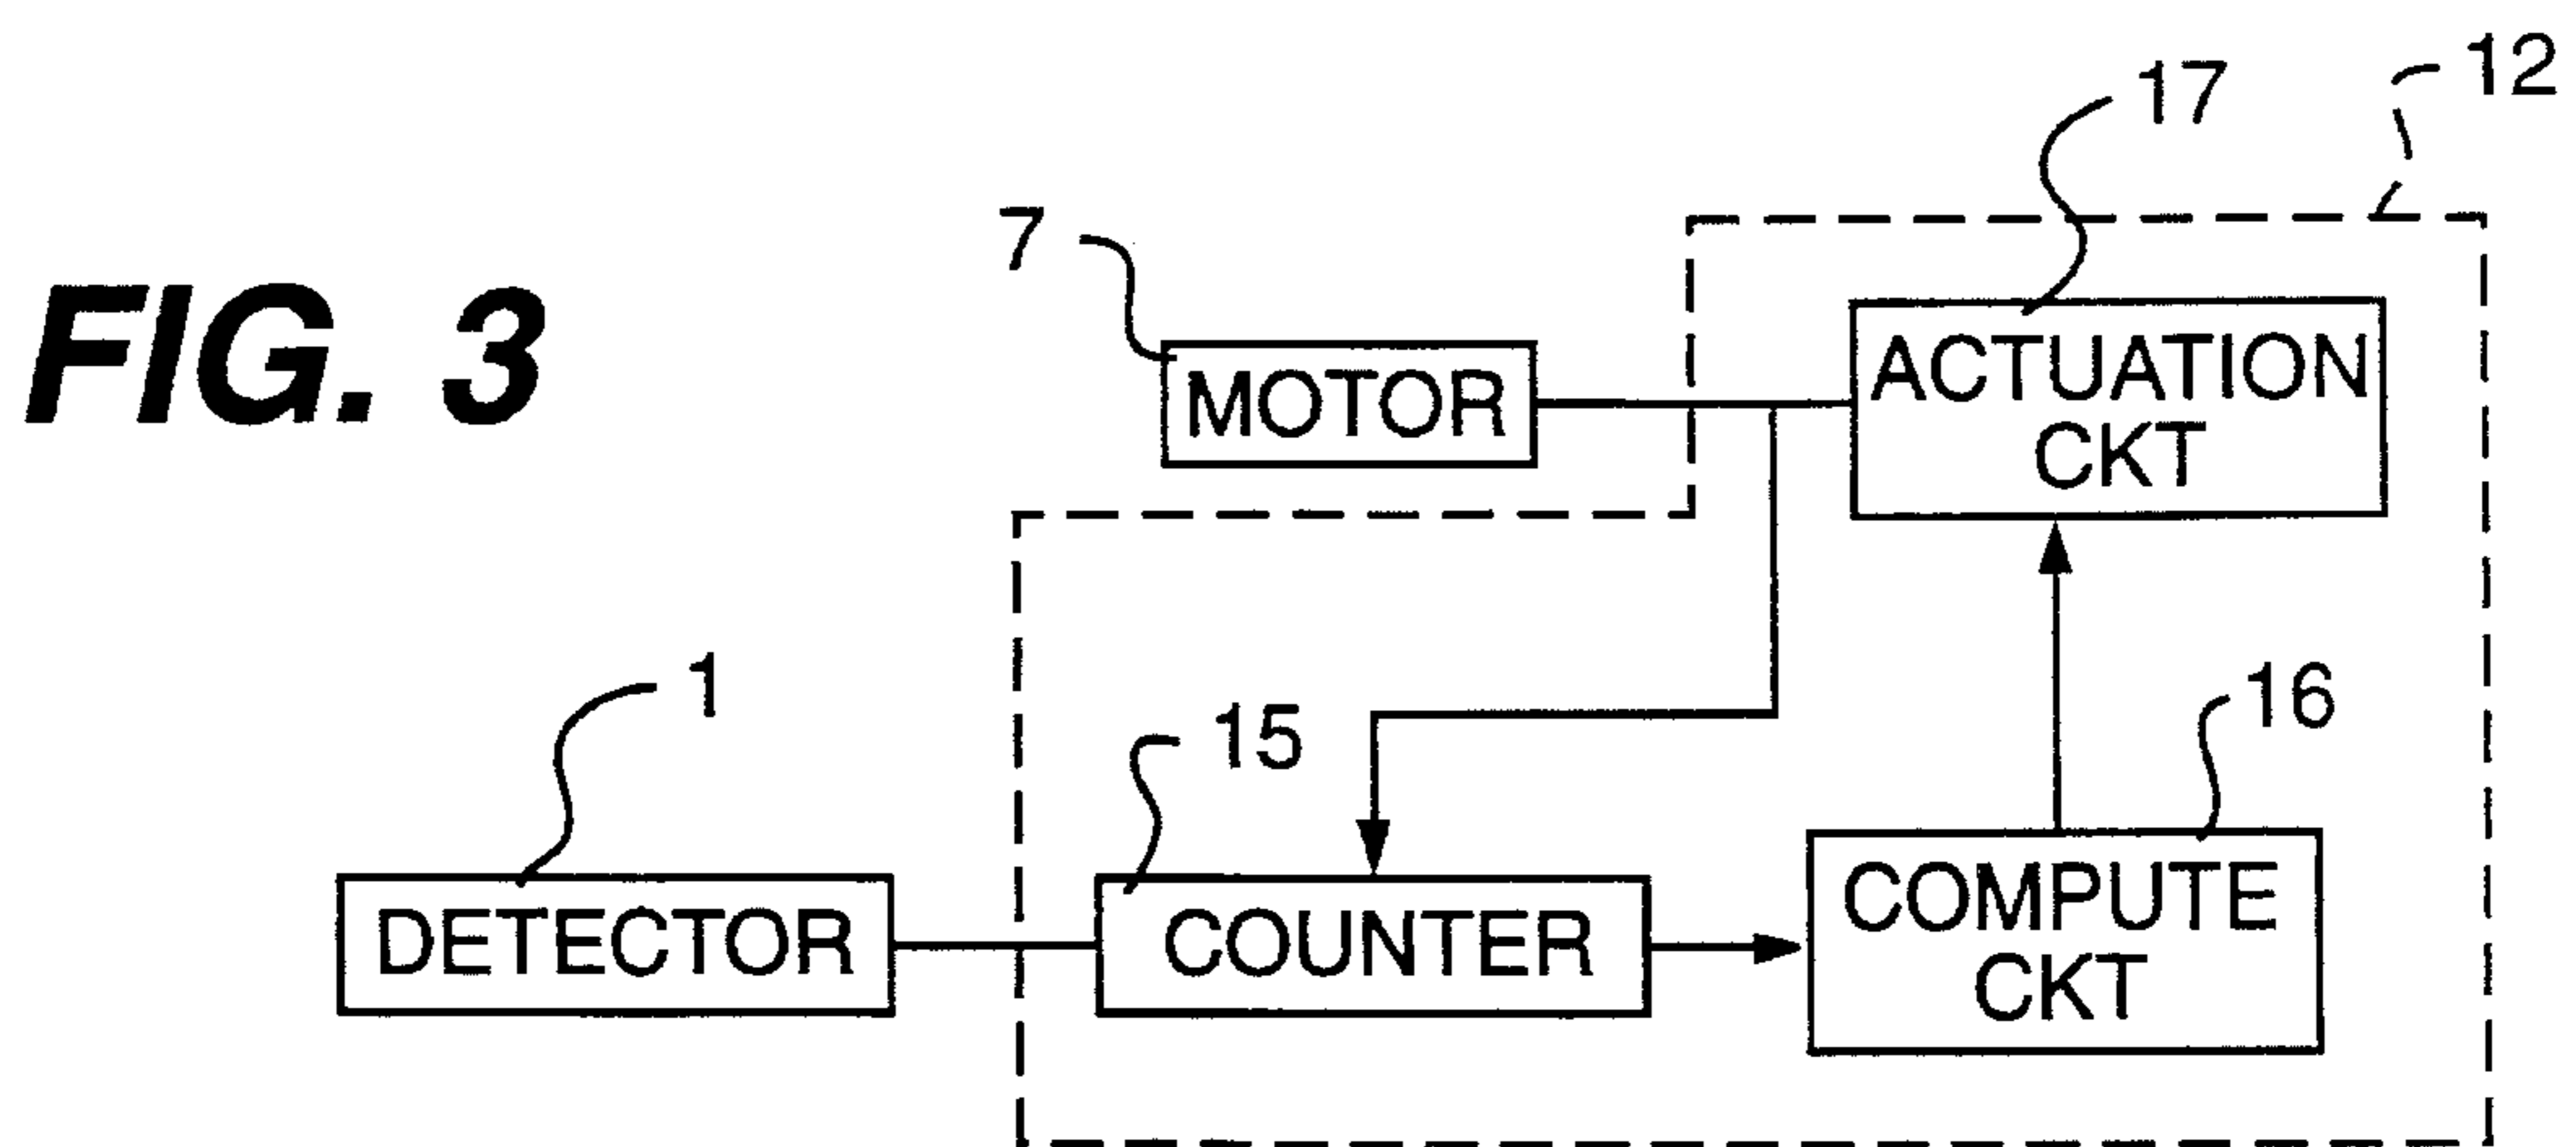 FIG. 3
12
17
7
MOTOR
ACTUATION
CKT
1
15
16
DETECTOR
COUNTER
COMPUTE
CKT